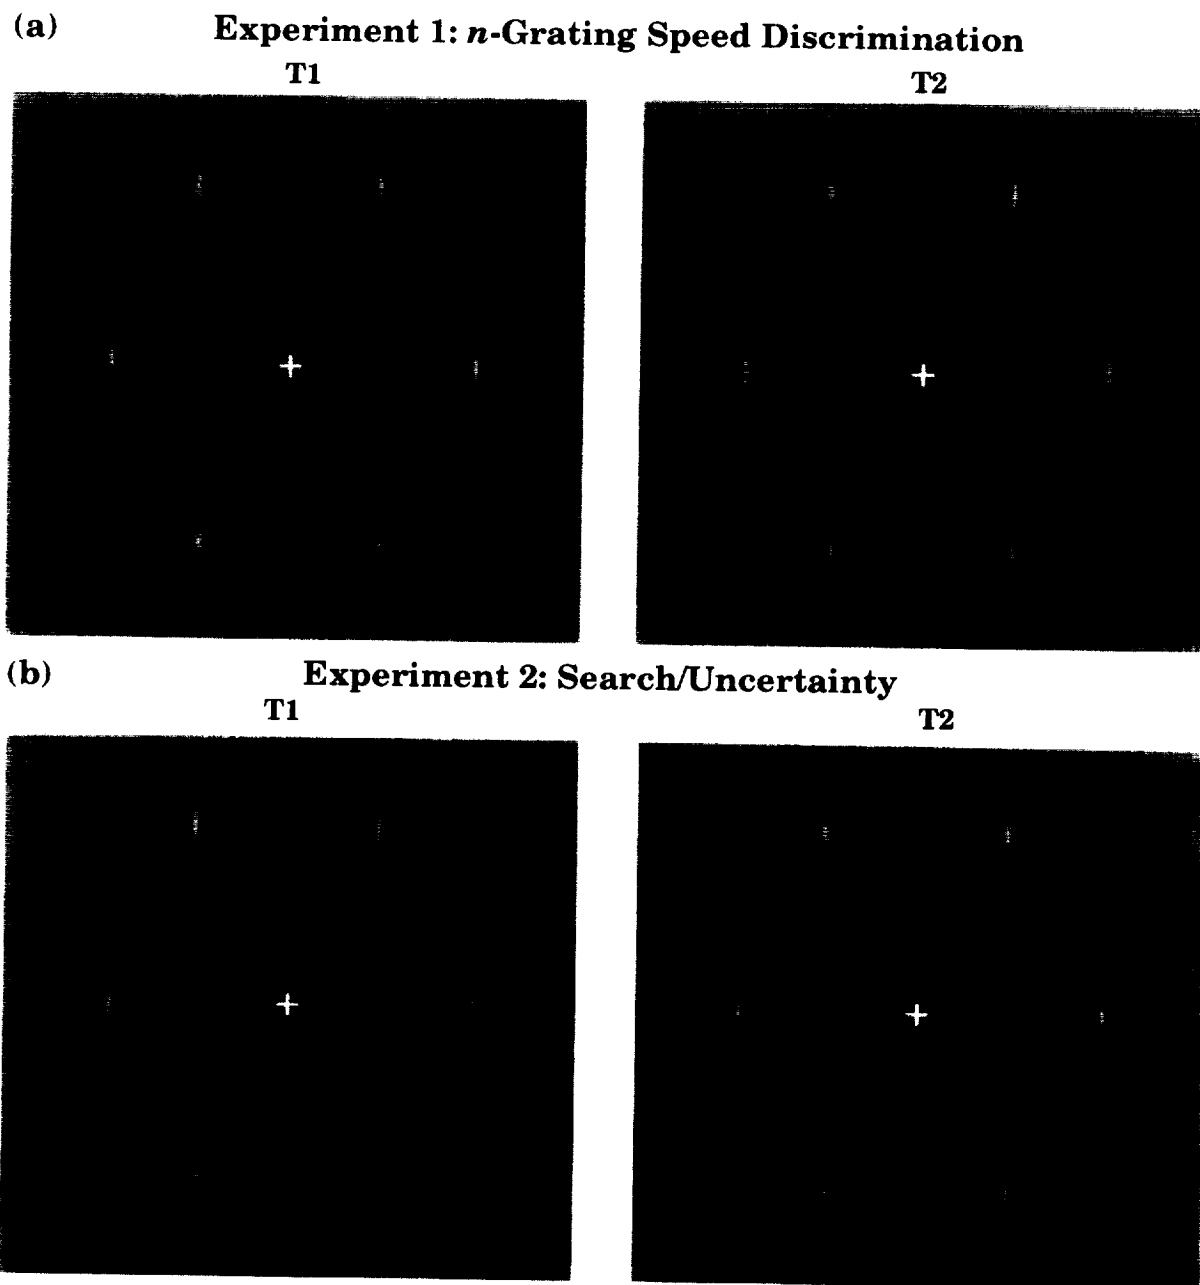 (a) Experiment 1: n-Grating Speed Discrimination
T1 T2
(b) Experiment 2: Search/Uncertainty
T1 T2